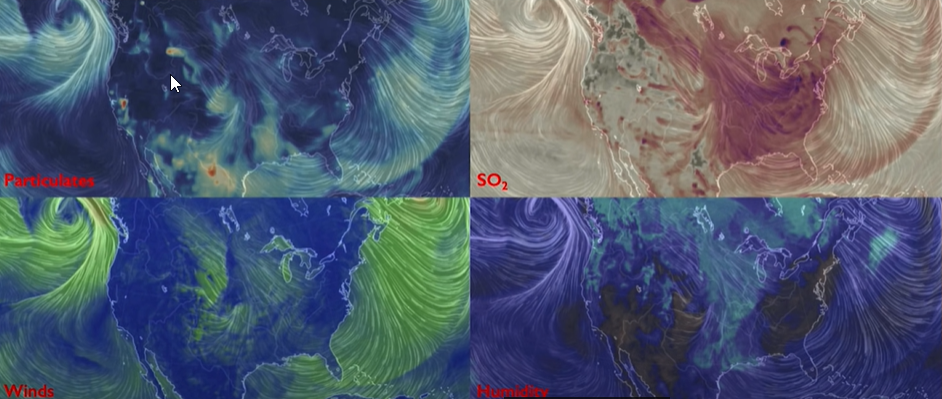 Particulates
SO₂
Winds
Humidity